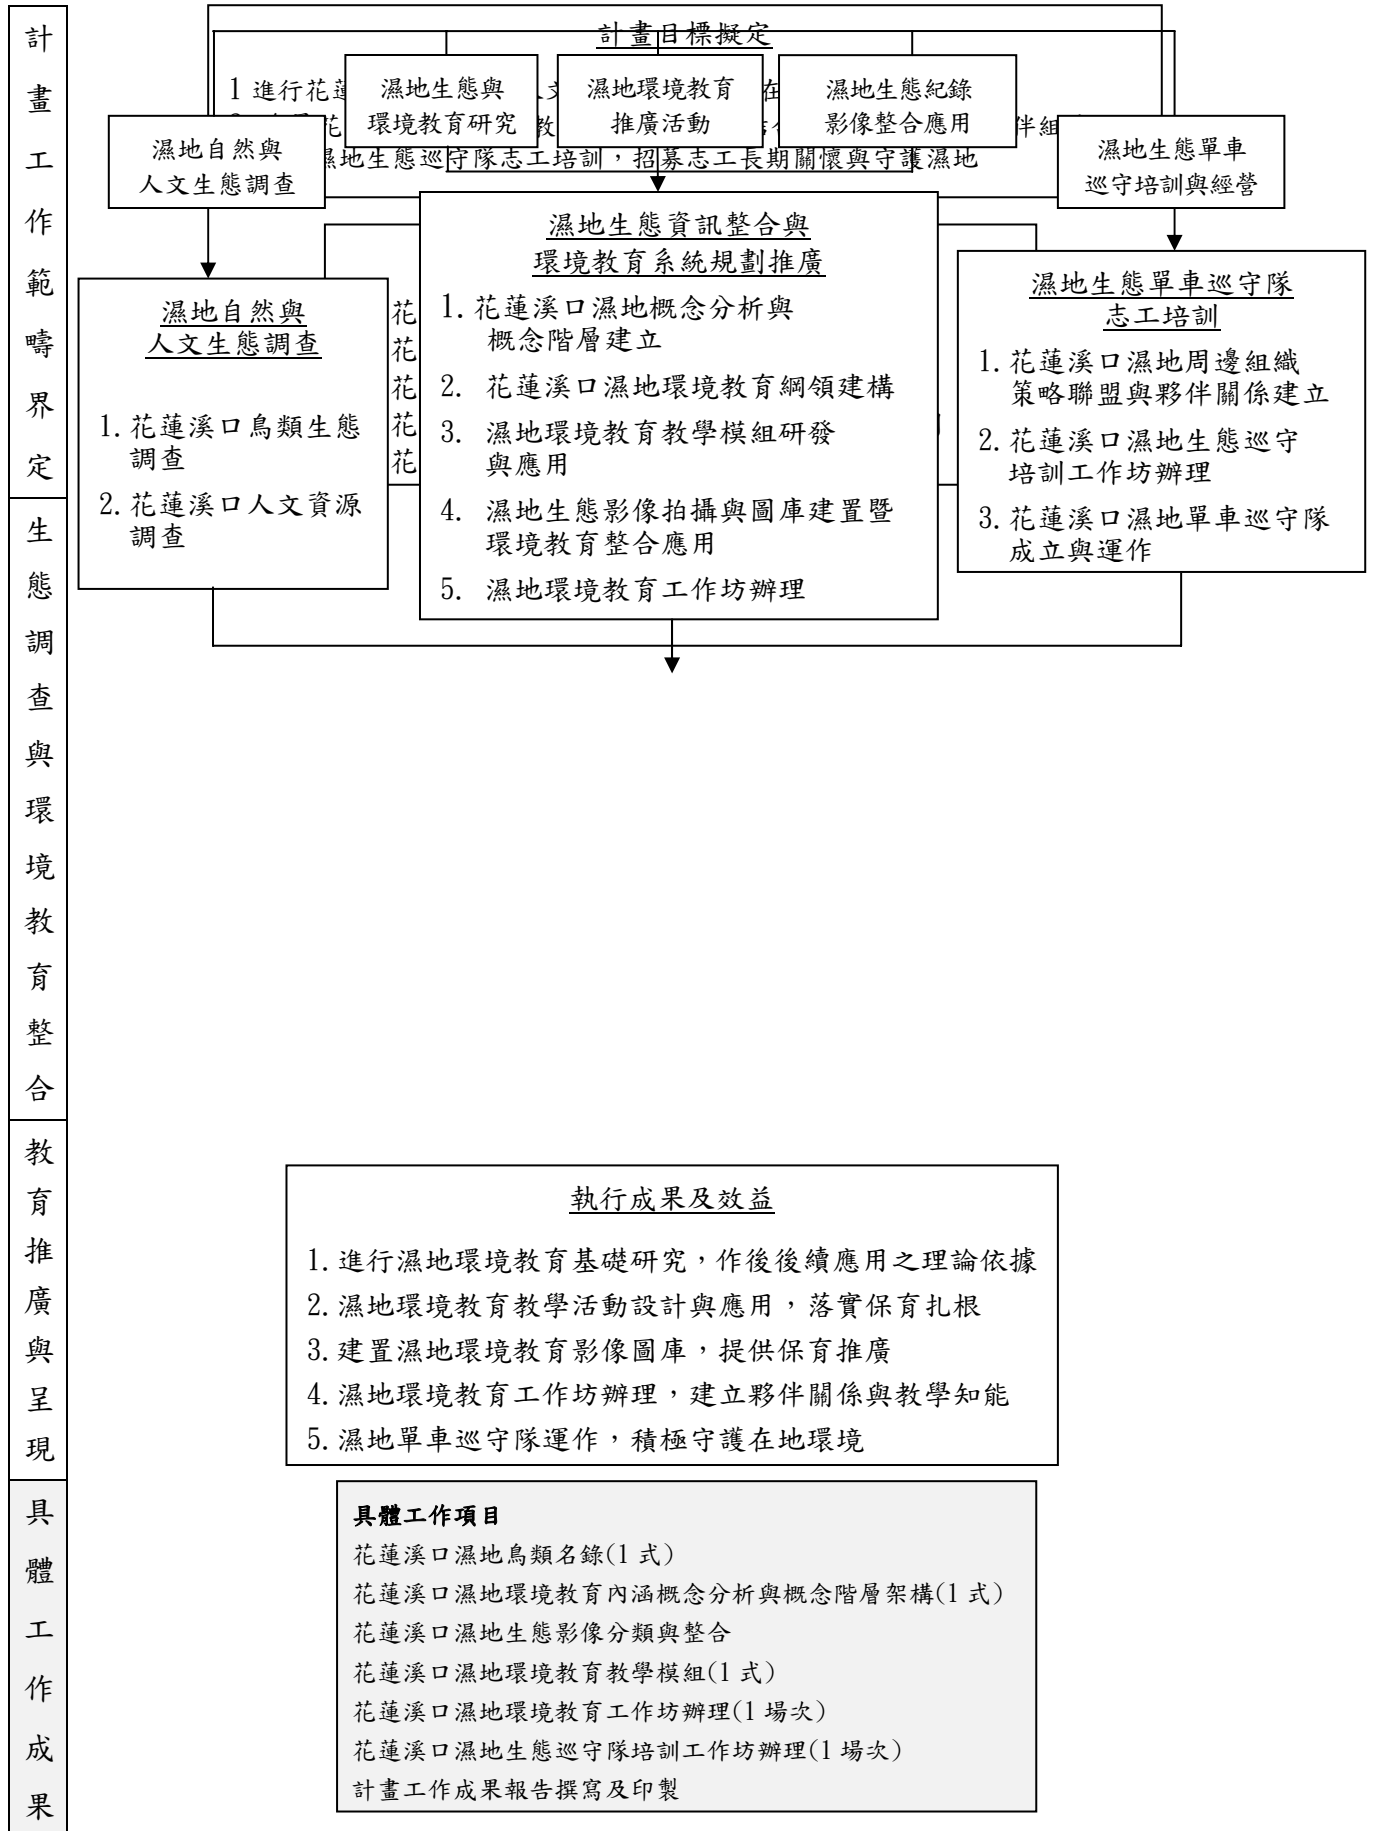 計畫工作範疇界定
生態調查與環境教育整合
教育推廣與呈現
具體工作成果
計畫目標擬定
1 進行花蓮
濕地生態巡守隊志工培訓，招募志工長期關懷與守護濕地
濕地生態與
環境教育研究
濕地環境教育
推廣活動
濕地生態紀錄
影像整合應用
濕地自然與
人文生態調查
濕地生態單車
巡守培訓與經營
濕地自然與
人文生態調查
1.花蓮溪口鳥類生態
調查
2.花蓮溪口人文資源
調查
花
花
花
花
花
濕地生態資訊整合與
環境教育系統規劃推廣
1.花蓮溪口濕地概念分析與
概念階層建立
2. 花蓮溪口濕地環境教育綱領建構
3. 濕地環境教育教學模組研發
與應用
4. 濕地生態影像拍攝與圖庫建置暨
環境教育整合應用
5. 濕地環境教育工作坊辦理
濕地生態單車巡守隊
志工培訓
1.花蓮溪口濕地周邊組織
策略聯盟與夥伴關係建立
2.花蓮溪口濕地生態巡守
培訓工作坊辦理
3.花蓮溪口濕地單車巡守隊
成立與運作
執行成果及效益
1.進行濕地環境教育基礎研究，作後後續應用之理論依據
2.濕地環境教育教學活動設計與應用，落實保育扎根
3.建置濕地環境教育影像圖庫，提供保育推廣
4.濕地環境教育工作坊辦理，建立夥伴關係與教學知能
5.濕地單車巡守隊運作，積極守護在地環境
具體工作項目
花蓮溪口濕地鳥類名錄(1 式)
花蓮溪口濕地環境教育內涵概念分析與概念階層架構(1 式)
花蓮溪口濕地生態影像分類與整合
花蓮溪口濕地環境教育教學模組(1 式)
花蓮溪口濕地環境教育工作坊辦理(1 場次)
花蓮溪口濕地生態巡守隊培訓工作坊辦理(1 場次)
計畫工作成果報告撰寫及印製